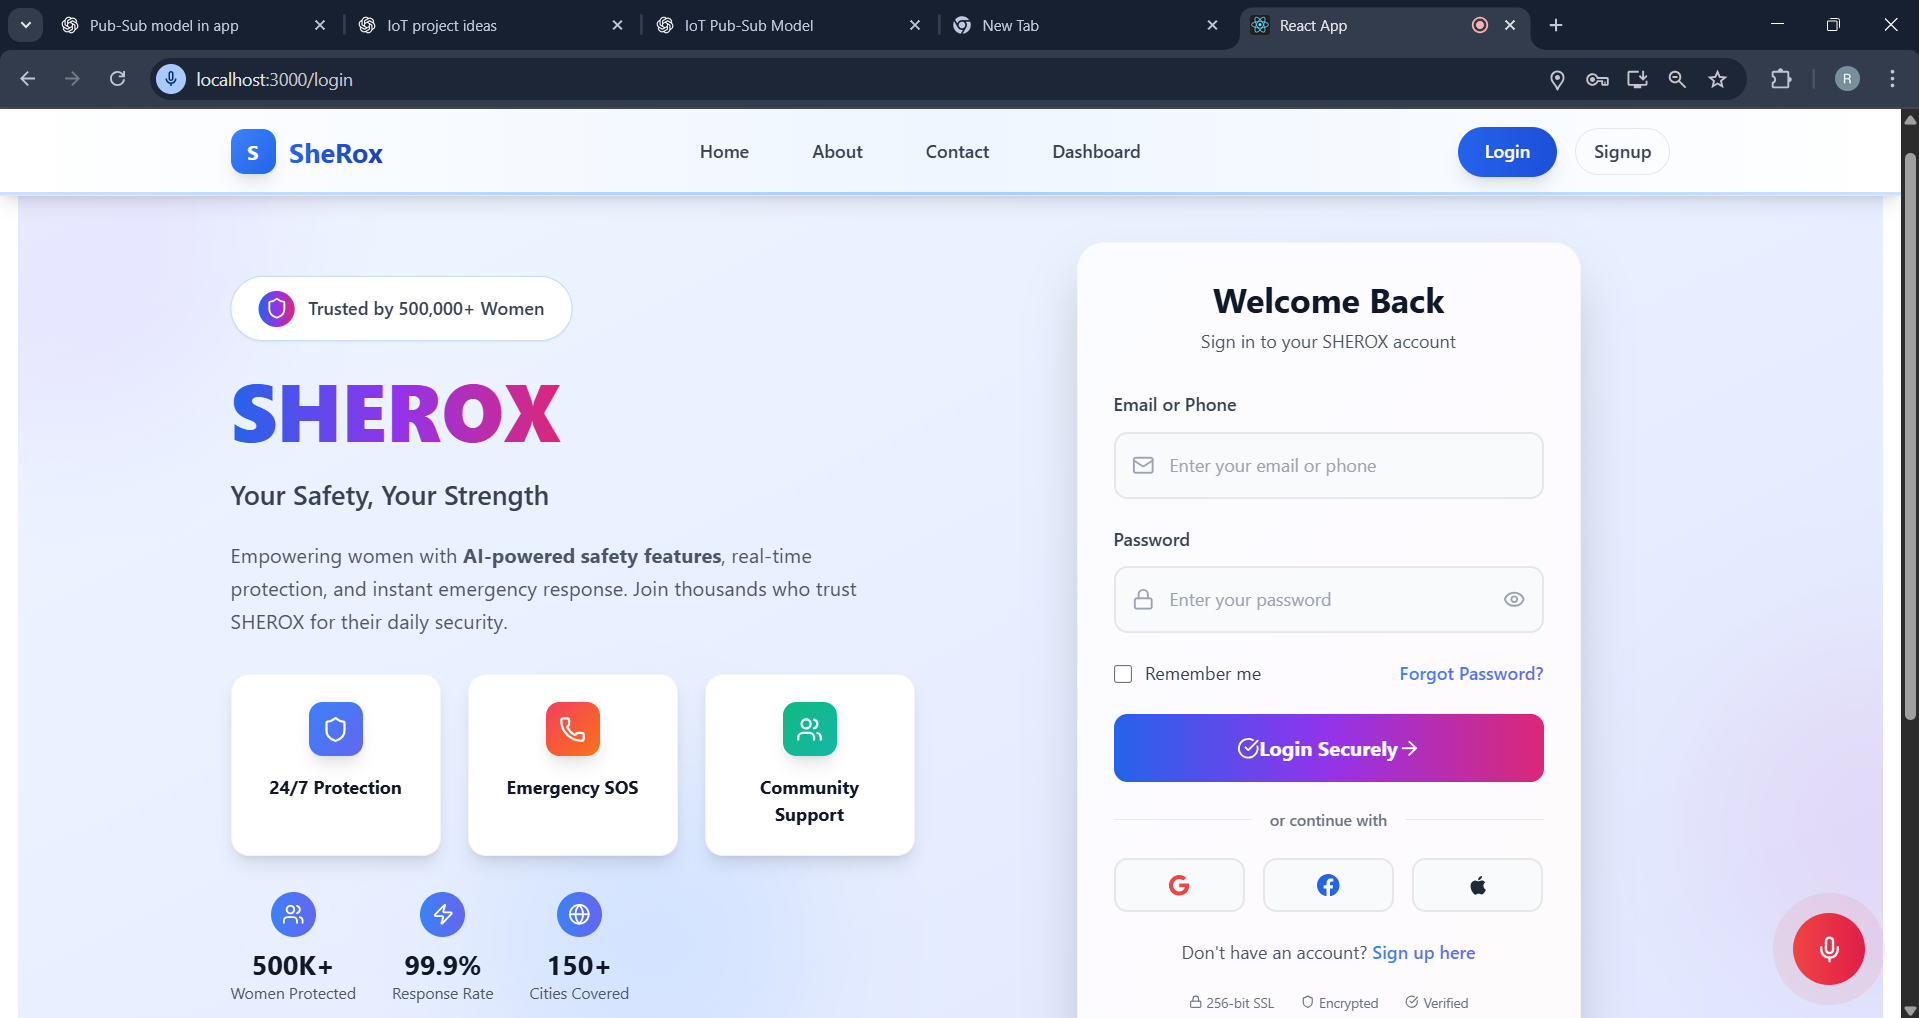 Pub-Sub model in app
IoT project ideas
IoT Pub-Sub Model
New Tab
React App
localhost:3000/login
R
S
SheRox
Home
About
Contact
Dashboard
Login
Signup
Trusted by 500,000+ Women
SHEROX
Your Safety, Your Strength
Empowering women with AI-powered safety features, real-time
protection, and instant emergency response. Join thousands who trust
SHEROX for their daily security.
24/7 Protection
Emergency SOS
Community
Support
500K+
Women Protected
99.9%
Response Rate
150+
Cities Covered
Welcome Back
Sign in to your SHEROX account
Email or Phone
Enter your email or phone
Password
Enter your password
Remember me
Forgot Password?
Login Securely
or continue with
Don't have an account? Sign up here
256-bit SSL
Encrypted
Verified